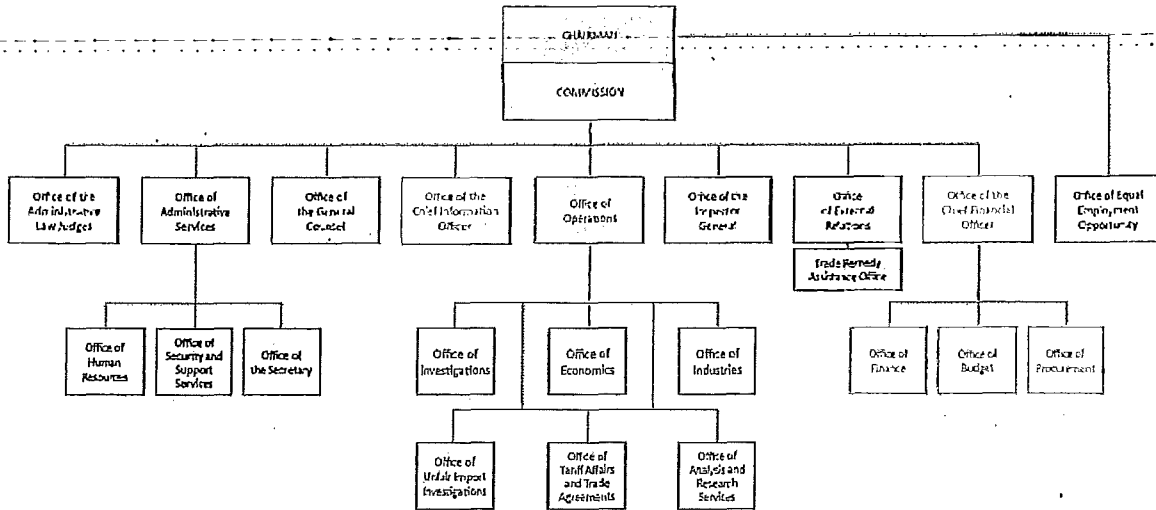 CHAIRMAN
COMMISSION
Office of the
Administrative
Law Judges
Office of
Administrative
Services
Office of
the General
Counsel
Office of the
Chief Information
Officer
Office of
Operations
Office of the
Inspector
General
Office
of External
Relations
Office of the
Chief Financial
Officer
Office of Equal
Employment
Opportunity
Trade Remedy
Assistance Office
Office of
Human
Resources
Office of
Security and
Support
Services
Office of
the Secretary
Office of
Investigations
Office of
Economics
Office of
Industries
Office of
Finance
Office of
Budget
Office of
Procurement
Office of
Unfair Import
Investigations
Office of
Tariff Affairs
and Trade
Agreements
Office of
Analysis and
Research
Services